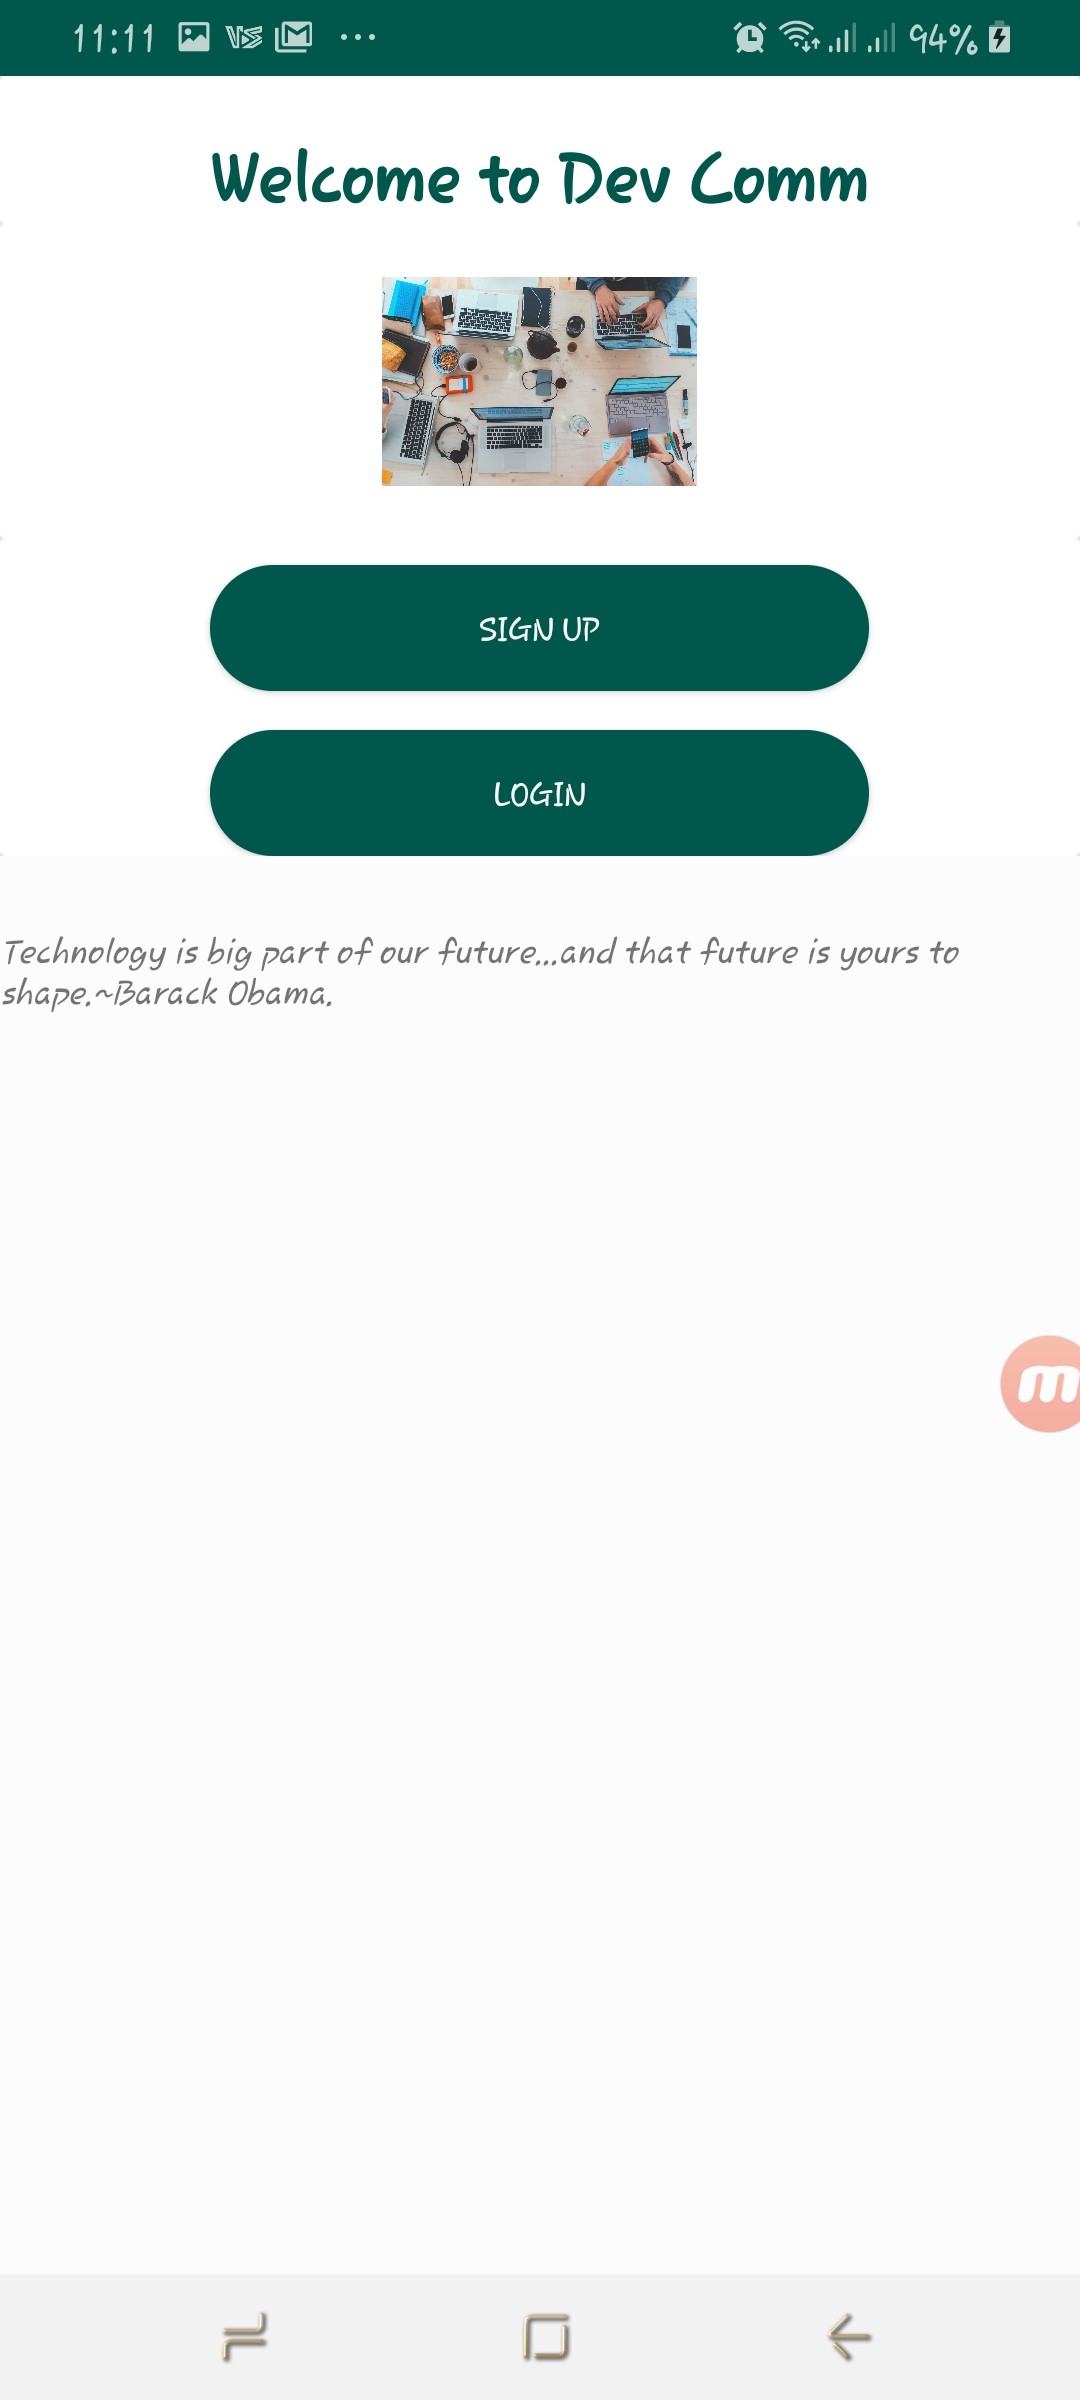 11:11 94%
Welcome to Dev Comm
SIGN UP
LOGIN
Technology is big part of our future...and that future is yours to
shape.~Barack Obama.
m